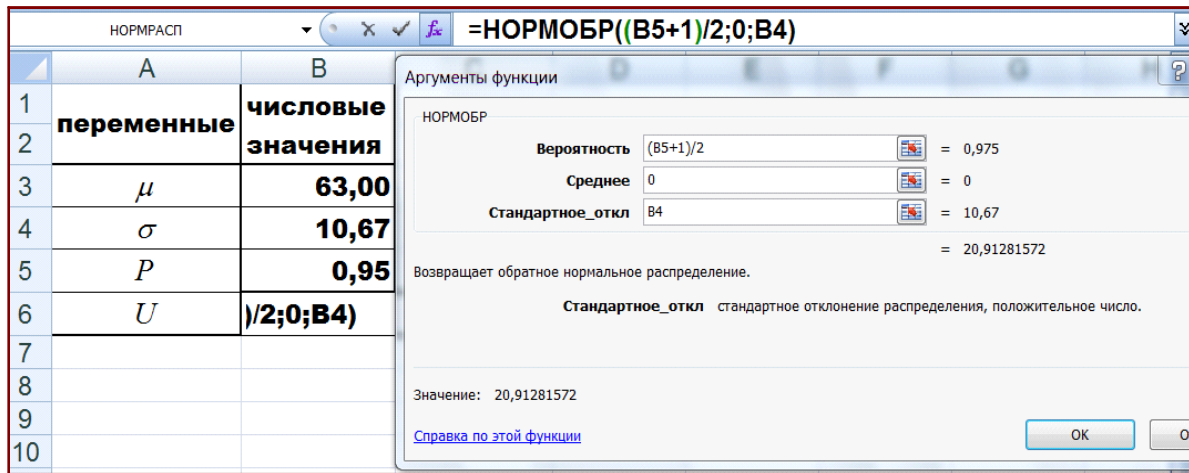 НОРМРАСП fx =НОРМОБР((B5+1)/2;0;B4)
A B C D E F G H
Аргументы функции ?
1 переменные числовые
2 значения
3 μ 63,00
4 σ 10,67
5 P 0,95
6 U )/2;0;B4)
7
8
9
10
НОРМОБР
Вероятность (B5+1)/2 = 0,975
Среднее 0 = 0
Стандартное_откл B4 = 10,67
= 20,91281572
Возвращает обратное нормальное распределение.
Стандартное_откл стандартное отклонение распределения, положительное число.
Значение: 20,91281572
Справка по этой функции
ОК